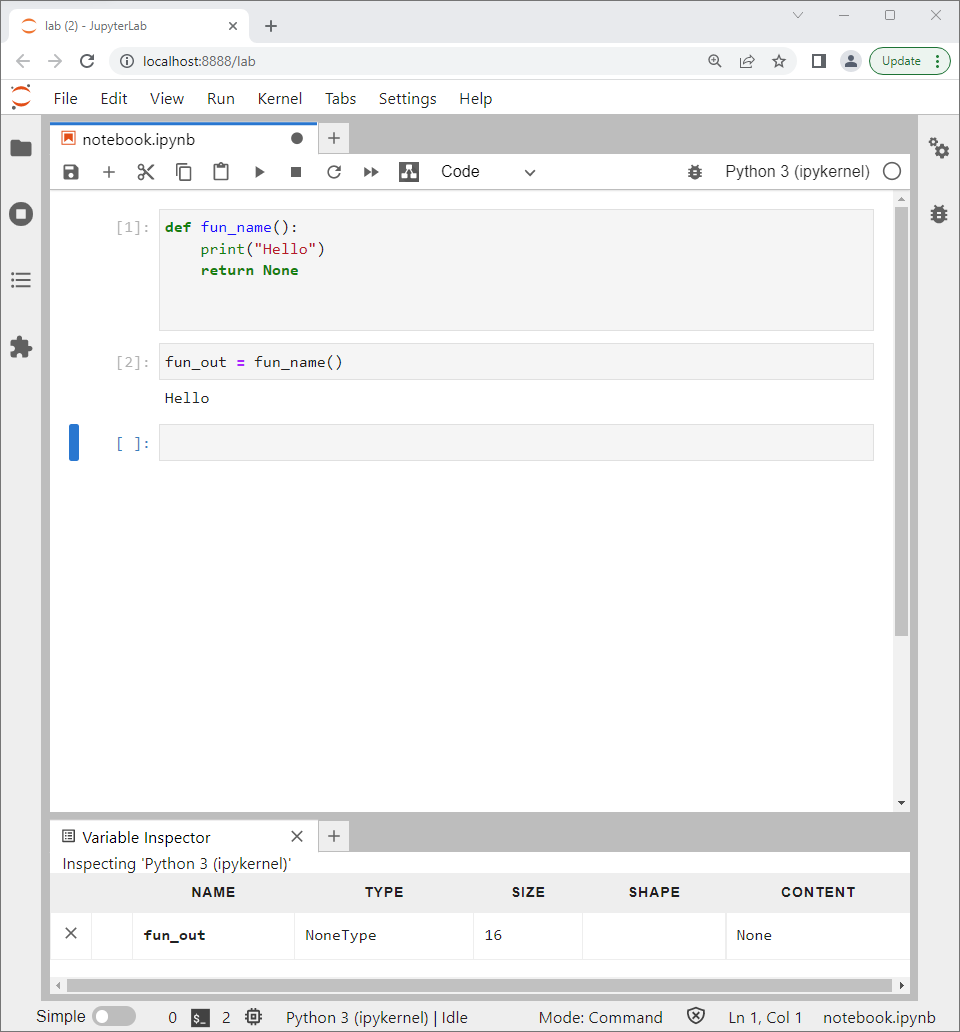 lab (2) - JupyterLab
localhost:8888/lab
Update
File Edit View Run Kernel Tabs Settings Help
notebook.ipynb
Code Python 3 (ipykernel)
[1]: def fun_name():
    print("Hello")
    return None
[2]: fun_out = fun_name()
Hello
[ ]:
Variable Inspector
Inspecting 'Python 3 (ipykernel)'
NAME TYPE SIZE SHAPE CONTENT
fun_out NoneType 16 None
Simple 0 $_ 2 Python 3 (ipykernel) | Idle Mode: Command Ln 1, Col 1 notebook.ipynb